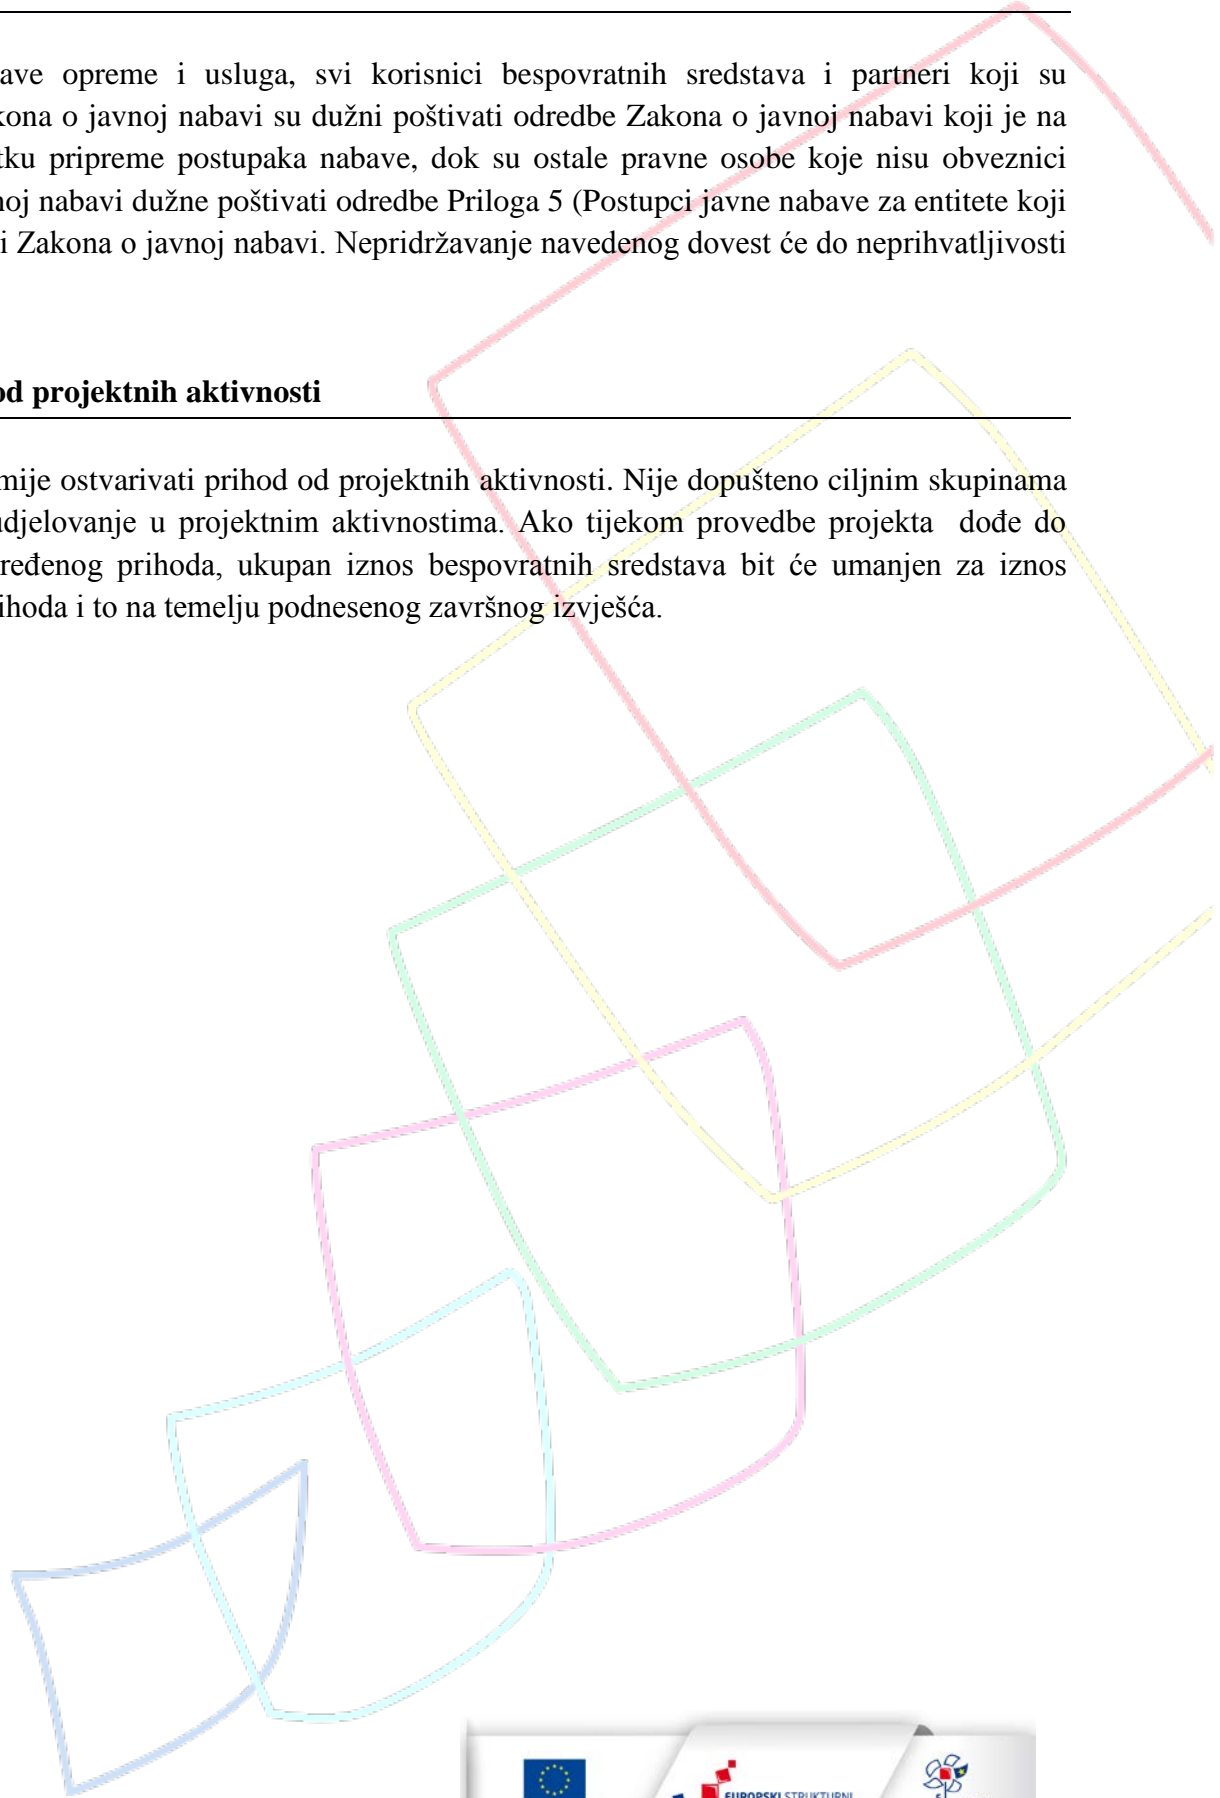 ave opreme i usluga, svi korisnici bespovratnih sredstava i partneri koji su
kona o javnoj nabavi su dužni poštivati odredbe Zakona o javnoj nabavi koji je na
tku pripreme postupaka nabave, dok su ostale pravne osobe koje nisu obveznici
noj nabavi dužne poštivati odredbe Priloga 5 (Postupci javne nabave za entitete koji
i Zakona o javnoj nabavi. Nepridržavanje navedenog dovest će do neprihvatljivosti
od projektnih aktivnosti
mije ostvarivati prihod od projektnih aktivnosti. Nije dopušteno ciljnim skupinama
udjelovanje u projektnim aktivnostima. Ako tijekom provedbe projekta dođe do
ređenog prihoda, ukupan iznos bespovratnih sredstava bit će umanjen za iznos
rihoda i to na temelju podnesenog završnog izvješća.
EUROPSKI STRUKTURNI